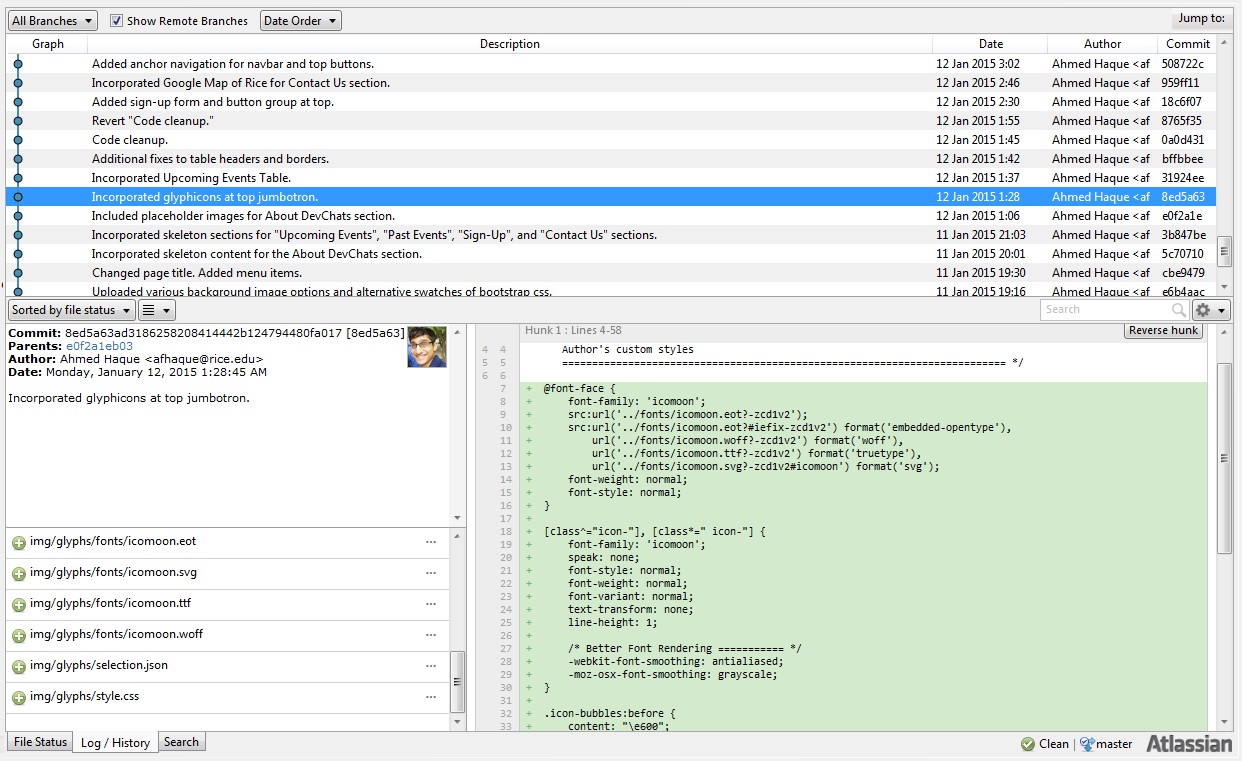 All Branches Show Remote Branches Date Order Jump to:
Graph Description Date Author Commit
Added anchor navigation for navbar and top buttons. 12 Jan 2015 3:02 Ahmed Haque <af 508722c
Incorporated Google Map of Rice for Contact Us section. 12 Jan 2015 2:46 Ahmed Haque <af 959ff11
Added sign-up form and button group at top. 12 Jan 2015 2:30 Ahmed Haque <af 18c6f07
Revert "Code cleanup." 12 Jan 2015 1:55 Ahmed Haque <af 8765f35
Code cleanup. 12 Jan 2015 1:45 Ahmed Haque <af 0a0d431
Additional fixes to table headers and borders. 12 Jan 2015 1:42 Ahmed Haque <af bffbbee
Incorporated Upcoming Events Table. 12 Jan 2015 1:37 Ahmed Haque <af 31924ee
Incorporated glyphicons at top jumbotron. 12 Jan 2015 1:28 Ahmed Haque <af 8ed5a63
Included placeholder images for About DevChats section. 12 Jan 2015 1:06 Ahmed Haque <af e0f2a1e
Incorporated skeleton sections for "Upcoming Events", "Past Events", "Sign-Up", and "Contact Us" sections. 11 Jan 2015 21:03 Ahmed Haque <af 3b847be
Incorporated skeleton content for the About DevChats section. 11 Jan 2015 20:01 Ahmed Haque <af 5c70710
Changed page title. Added menu items. 11 Jan 2015 19:30 Ahmed Haque <af cbe9479
Uploaded various background image options and alternative swatches of bootstrap css. 11 Jan 2015 19:16 Ahmed Haque <af e6b4aac
Sorted by file status Search
Commit: 8ed5a63ad3186258208414442b124794480fa017 [8ed5a63]
Parents: e0f2a1eb03
Author: Ahmed Haque <afhaque@rice.edu>
Date: Monday, January 12, 2015 1:28:45 AM
Incorporated glyphicons at top jumbotron.
img/glyphs/fonts/icomoon.eot ...
img/glyphs/fonts/icomoon.svg ...
img/glyphs/fonts/icomoon.ttf ...
img/glyphs/fonts/icomoon.woff ...
img/glyphs/selection.json ...
img/glyphs/style.css ...
Hunk 1 : Lines 4-58 Reverse hunk
4 4 Author's custom styles
5 5 ===================================================================== */
6 6
7 + @font-face {
8 + font-family: 'icomoon';
9 + src:url('../fonts/icomoon.eot?-zcd1v2');
10 + src:url('../fonts/icomoon.eot?#iefix-zcd1v2') format('embedded-opentype'),
11 + url('../fonts/icomoon.woff?-zcd1v2') format('woff'),
12 + url('../fonts/icomoon.ttf?-zcd1v2') format('truetype'),
13 + url('../fonts/icomoon.svg?-zcd1v2#icomoon') format('svg');
14 + font-weight: normal;
15 + font-style: normal;
16 + }
17 +
18 + [class^="icon-"], [class*=" icon-"] {
19 + font-family: 'icomoon';
20 + speak: none;
21 + font-style: normal;
22 + font-weight: normal;
23 + font-variant: normal;
24 + text-transform: none;
25 + line-height: 1;
26 +
27 + /* Better Font Rendering =========== */
28 + -webkit-font-smoothing: antialiased;
29 + -moz-osx-font-smoothing: grayscale;
30 + }
31 +
32 + .icon-bubbles:before {
33 + content: "\e600";
File Status Log / History Search Clean | master Atlassian